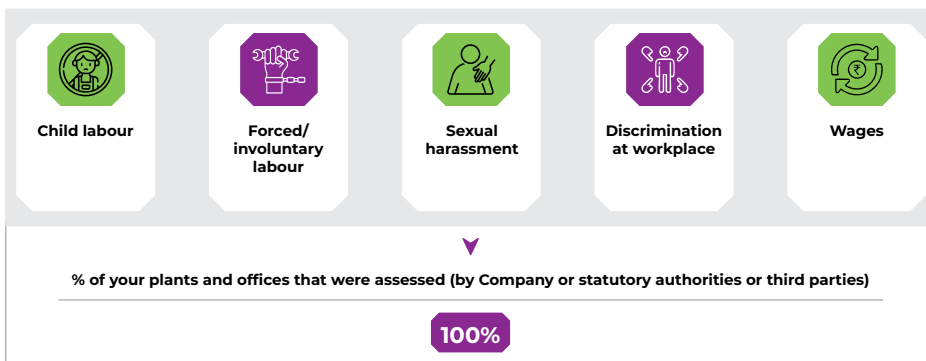 Child labour
Forced/
involuntary
labour
Sexual
harassment
Discrimination
at workplace
₹
Wages
% of your plants and offices that were assessed (by Company or statutory authorities or third parties)
100%